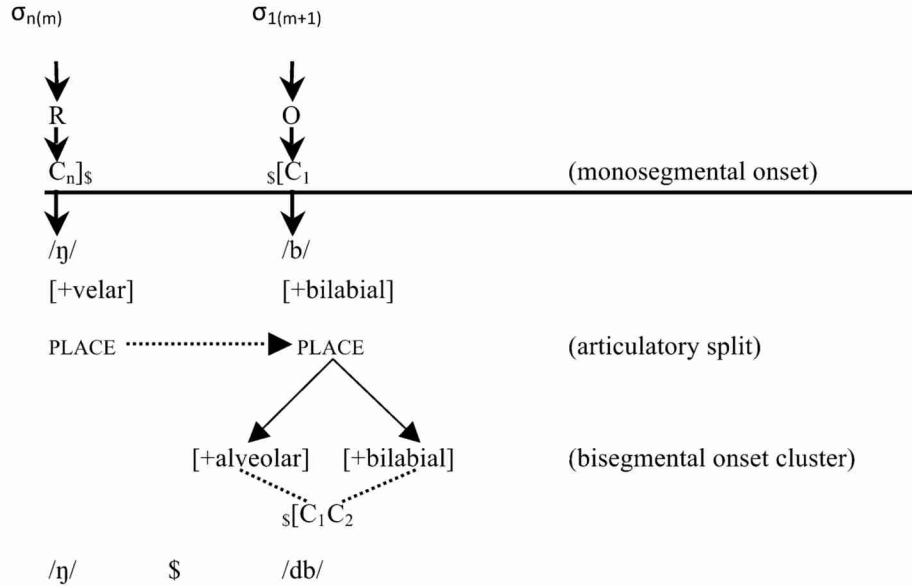 σn(m) σ1(m+1)
R O
Cn]$ $[C1 (monosegmental onset)
/ŋ/ /b/
[+velar] [+bilabial]
PLACE PLACE (articulatory split)
[+alveolar] [+bilabial] (bisegmental onset cluster)
$[C1C2
/ŋ/ $ /db/